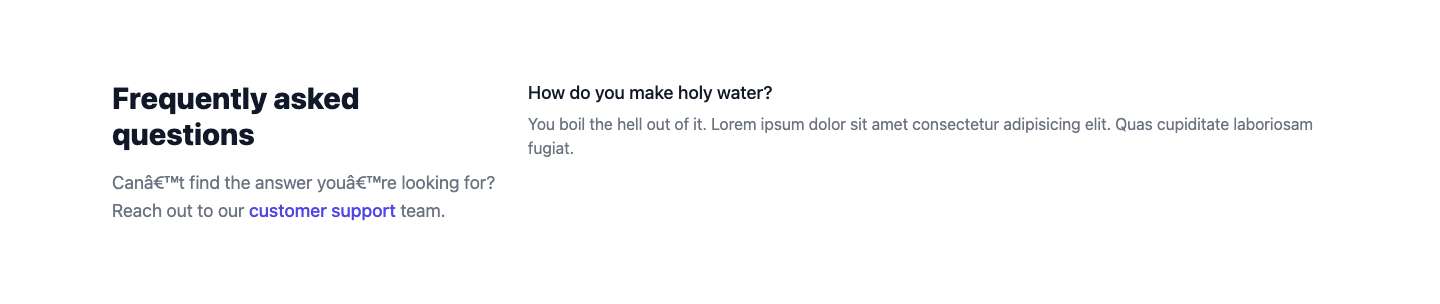 Frequently asked
questions
Canâ€™t find the answer youâ€™re looking for?
Reach out to our customer support team.
How do you make holy water?
You boil the hell out of it. Lorem ipsum dolor sit amet consectetur adipisicing elit. Quas cupiditate laboriosam
fugiat.